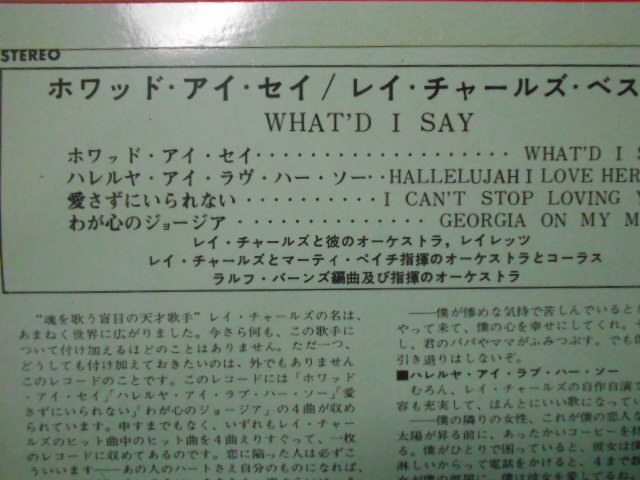 STEREO
ホワッド・アイ・セイ/レイ・チャールズ・ベス
WHAT'D I SAY
ホワッド・アイ・セイ・・・・・・・・・・・・・・・・・・・・ WHAT'D I S
ハレルヤ・アイ・ラヴ・ハー・ソー・・HALLELUJAH I LOVE HER
愛さずにいられない・・・・・・・・・・I CAN'T STOP LOVING Y
わが心のジョージア・・・・・・・・・・・・・・・GEORGIA ON MY M
レイ・チャールズと彼のオーケストラ，レイレッツ
レイ・チャールズとマーティ・ペイチ指揮のオーケストラとコーラス
ラルフ・バーンズ編曲及び指揮のオーケストラ
“魂を歌う盲目の天才歌手”レイ・チャールズの名は、
あまねく世界に広がりました。今さら何も、この歌手に
ついて付け加えるほどのことはありません。ただ一つ、
どうしても付け加えておきたいのは、外でもありません
このレコードのことです。このレコードには「ホワッド
・アイ・セイ」「ハレルヤ・アイ・ラブ・ハー・ソー」「愛
さずにいられない」「わが心のジョージア」の4曲が収め
られています。申すまでもなく、いずれもレイ・チャー
ルズのヒット曲中のヒット曲を4曲えりすぐって、一枚
のレコードに収めてあるのです。恋に陥った人は必ずこ
ういいます――あの人のハートさえ自分のものになれば、
――僕が惨めな気持で苦しんでいると
やって来て、僕の心を幸せにしてくれ。
し、君のパパやママがふみつぶす。でも僕
引き退りはしないぞ。
■ハレルヤ・アイ・ラブ・ハー・ソー
むろん、レイ・チャールズの自作自演で
容も充実して、ほんとにいい歌になってい
――僕の隣りの女性、これが僕の恋人
太陽が昇る前に、あったかいコーヒーを持
る。僕がひとりで困っていると、彼女は僕
淋しいからって電話をかけると、4まで数